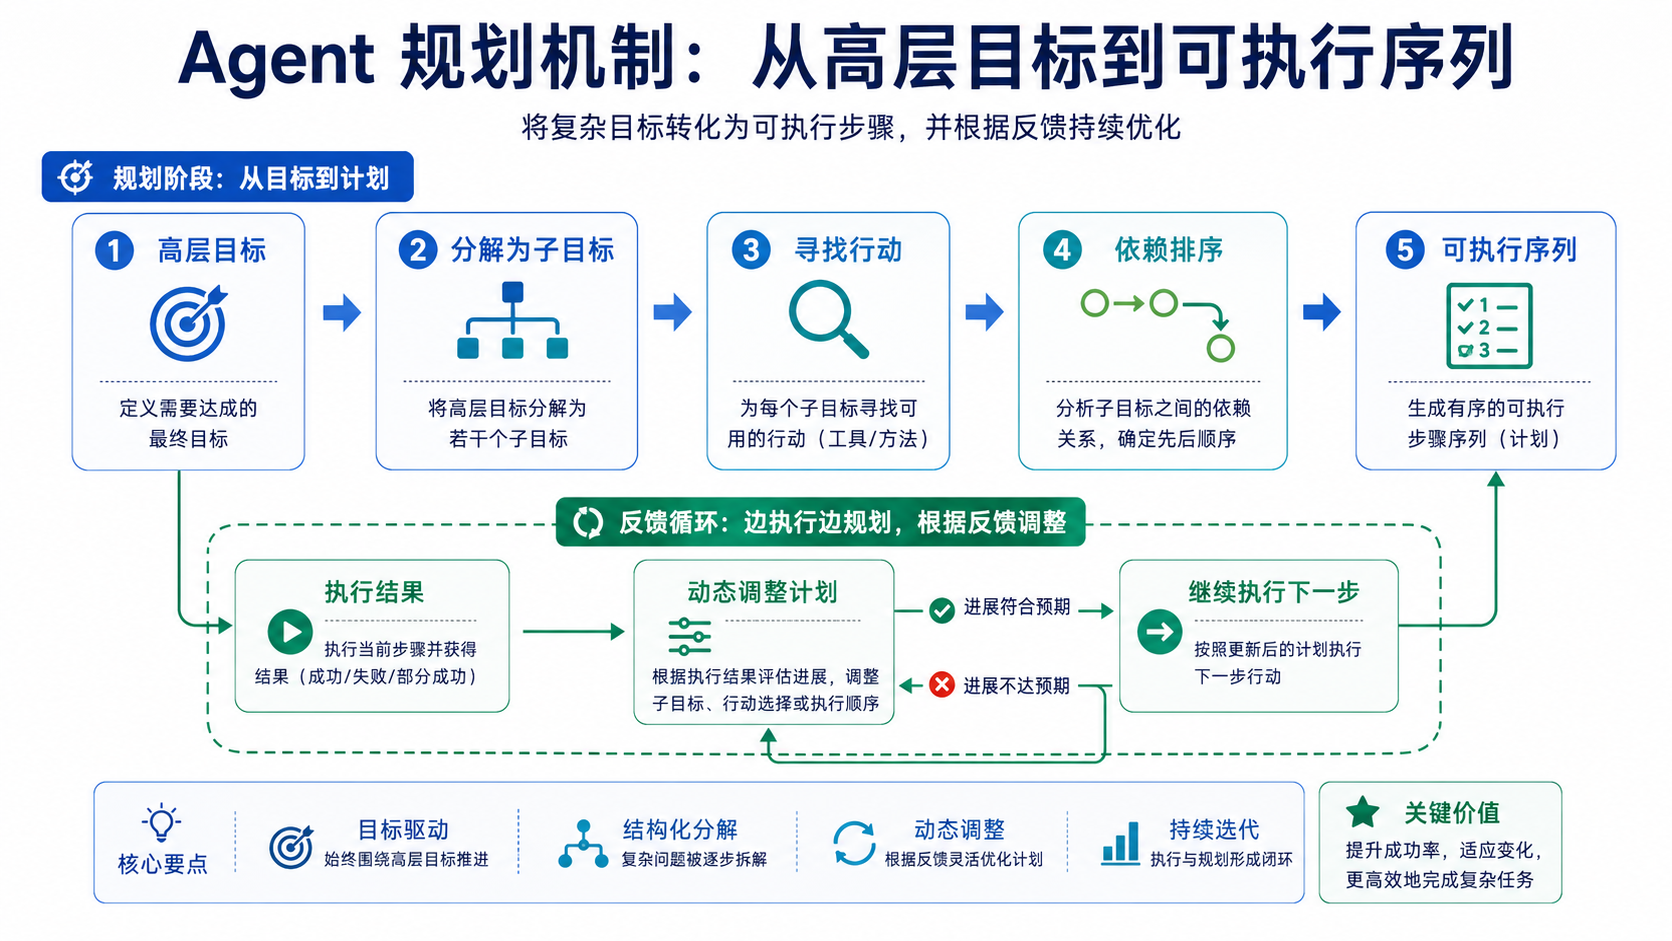 Agent 规划机制：从高层目标到可执行序列
将复杂目标转化为可执行步骤，并根据反馈持续优化
规划阶段：从目标到计划
1 高层目标
定义需要达成的
最终目标
2 分解为子目标
将高层目标分解为
若干个子目标
3 寻找行动
为每个子目标寻找可
用的行动（工具/方法）
4 依赖排序
分析子目标之间的依赖
关系，确定先后顺序
5 可执行序列
1
2
3
生成有序的可执行
步骤序列（计划）
反馈循环：边执行边规划，根据反馈调整
执行结果
执行当前步骤并获得
结果（成功/失败/部分成功）
动态调整计划
根据执行结果评估进展，调整
子目标、行动选择或执行顺序
进展符合预期
进展不达预期
继续执行下一步
按照更新后的计划执行
下一步行动
核心要点
目标驱动
始终围绕高层目标推进
结构化分解
复杂问题被逐步拆解
动态调整
根据反馈灵活优化计划
持续迭代
执行与规划形成闭环
关键价值
提升成功率，适应变化，
更高效地完成复杂任务